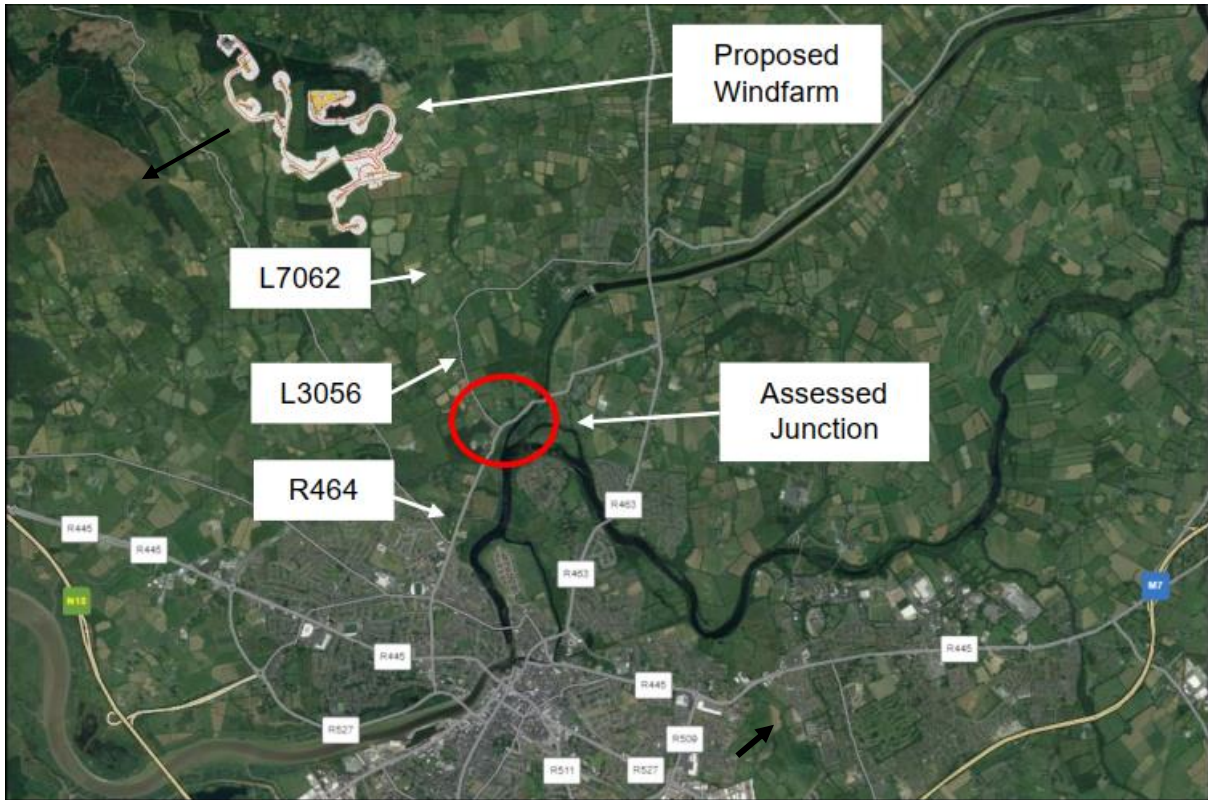 Proposed
Windfarm
L7062
L3056
Assessed
Junction
R464
R463
R445
R445
N18
R463
M7
R445
R445
R445
R527
R509
R511
R527